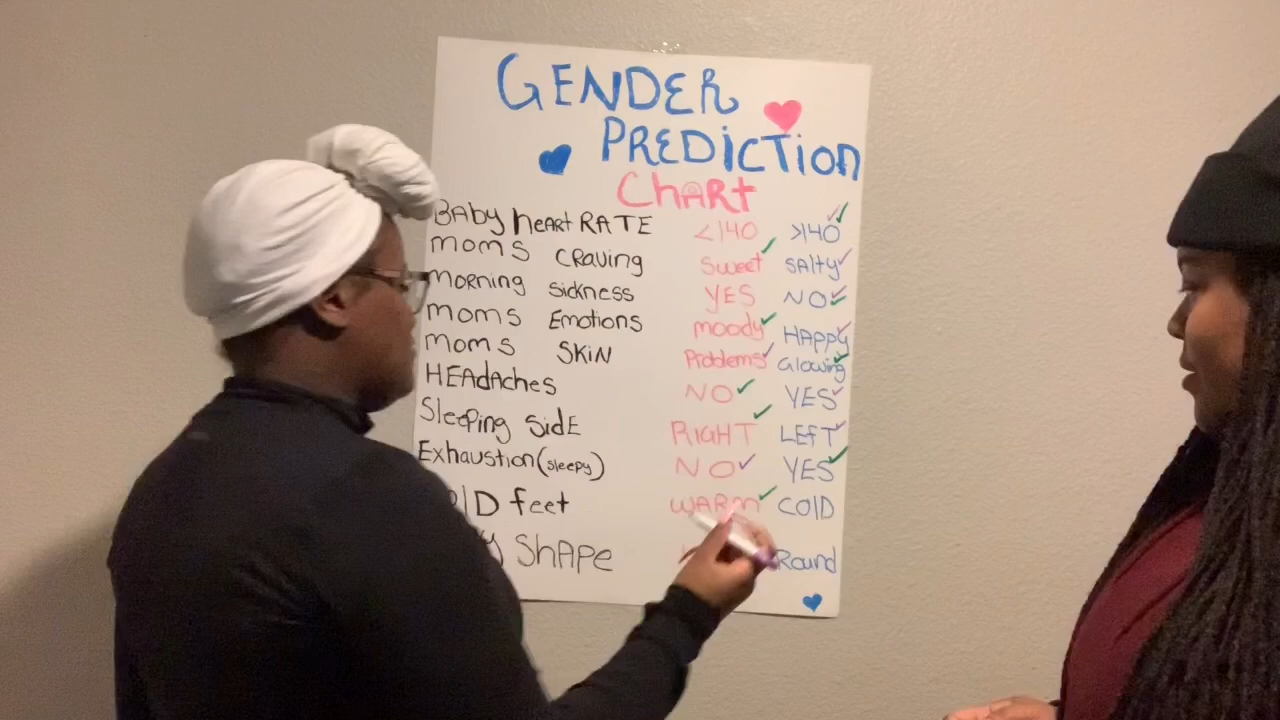 GENDER
PREDICTION
CHART
BABY heART RATE <140 >140
moms CRAVING Sweet SAlty
morning sickness YES NO
moms Emotions moody HAPPY
moms SKIN Problems Glowing
HEAdAches NO YES
SleePing SidE RIGHT LEFT
Exhaustion (sleepy) NO YES
feet WARM COlD
ShApe Round